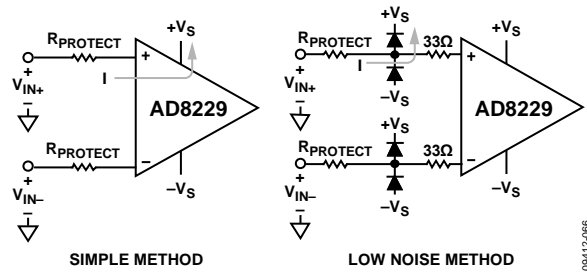 +VS
RPROTECT
I
VIN+
+
–
+
AD8229
RPROTECT
–
+
VIN–
–
–VS
SIMPLE METHOD
+VS
RPROTECT
33Ω
I
+
VIN+
–
–VS
+
AD8229
+VS
RPROTECT
33Ω
–
+
VIN–
–
–VS
–VS
LOW NOISE METHOD
09412-066